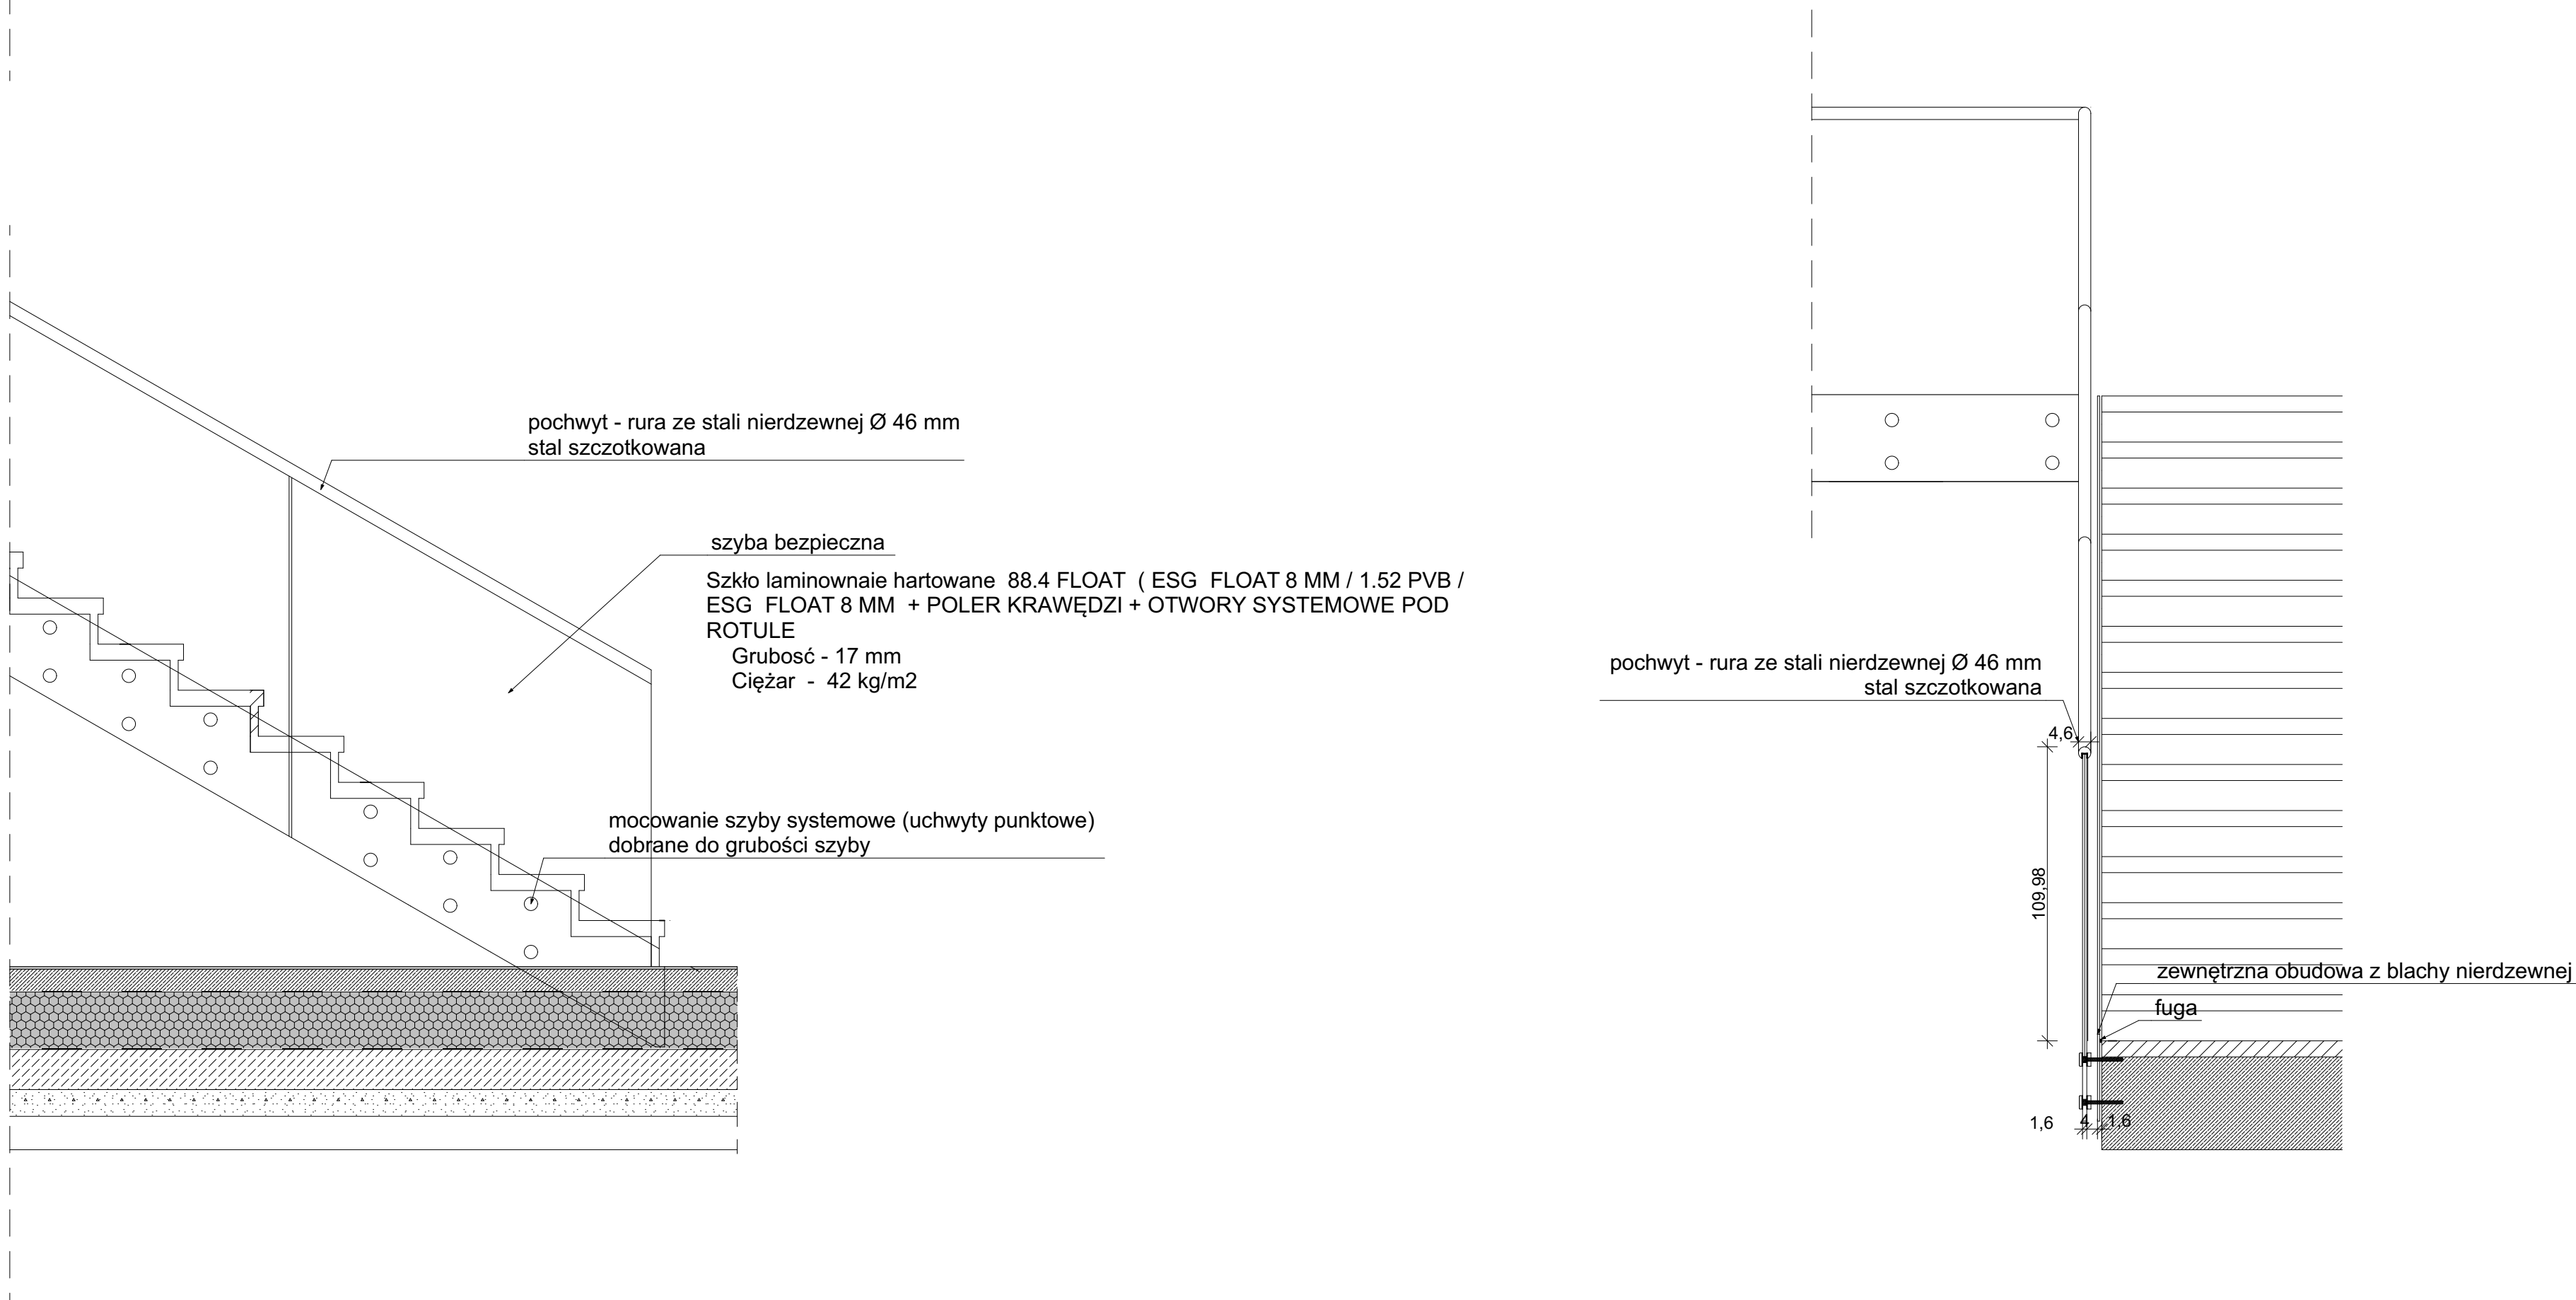 pochwyt - rura ze stali nierdzewnej Ø 46 mm
stal szczotkowana
szyba bezpieczna
Szkło laminownaie hartowane 88.4 FLOAT ( ESG FLOAT 8 MM / 1.52 PVB /
ESG FLOAT 8 MM + POLER KRAWĘDZI + OTWORY SYSTEMOWE POD
ROTULE
Grubosć - 17 mm
Ciężar - 42 kg/m2
mocowanie szyby systemowe (uchwyty punktowe)
dobrane do grubości szyby
pochwyt - rura ze stali nierdzewnej Ø 46 mm
stal szczotkowana
4,6
109,98
zewnętrzna obudowa z blachy nierdzewnej
fuga
1,6 4 1,6